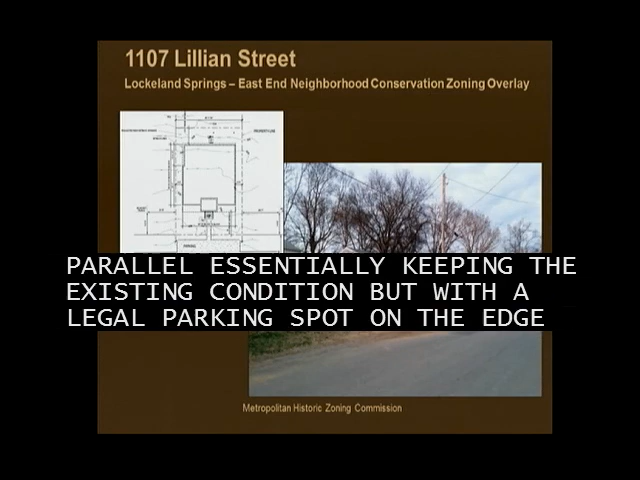 1107 Lillian Street
Lockeland Springs – East End Neighborhood Conservation Zoning Overlay
PARALLEL ESSENTIALLY KEEPING THE
EXISTING CONDITION BUT WITH A
LEGAL PARKING SPOT ON THE EDGE
Metropolitan Historic Zoning Commission